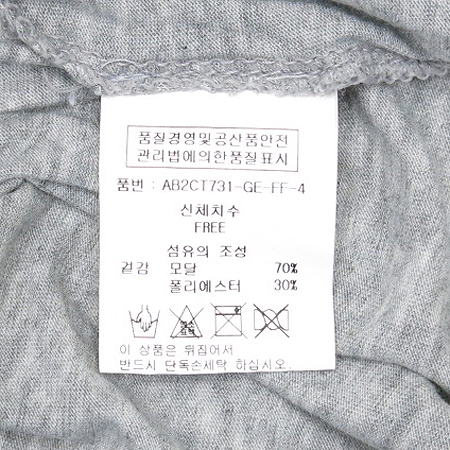 품질경영및공산품안전
관리법에의한품질표시
품번 : AB2CT731-GE-FF-4
신체치수
FREE
섬유의 조성
겉감 모달 70%
폴리에스터 30%
이 상품은 뒤집어서
반드시 단독손세탁 하십시오.